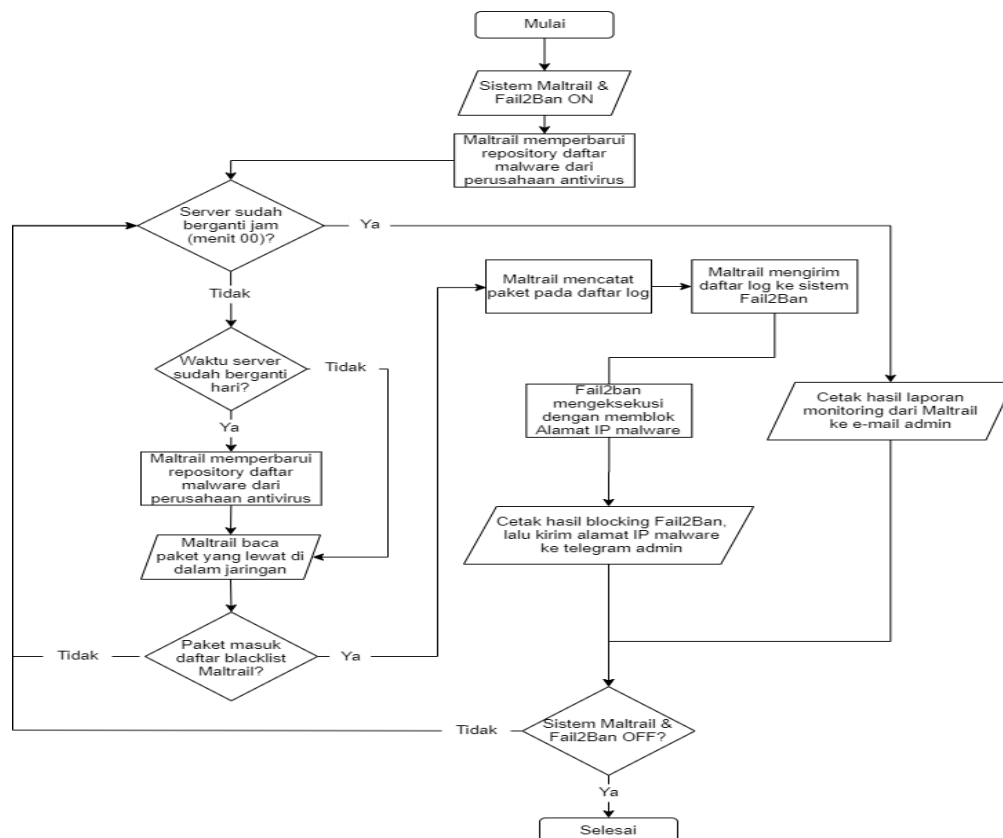 Mulai
Sistem Maltrail &
Fail2Ban ON
Maltrail memperbarui
repository daftar
malware dari
perusahaan antivirus
Server sudah
berganti jam
(menit 00)?
Ya
Tidak
Waktu server
sudah berganti
hari?
Tidak
Ya
Maltrail memperbarui
repository daftar
malware dari
perusahaan antivirus
Maltrail baca
paket yang lewat di
dalam jaringan
Paket masuk
daftar blacklist
Maltrail?
Tidak
Ya
Maltrail mencatat
paket pada daftar log
Maltrail mengirim
daftar log ke sistem
Fail2Ban
Fail2ban
mengeksekusi
dengan memblok
Alamat IP malware
Cetak hasil blocking Fail2Ban,
lalu kirim alamat IP malware
ke telegram admin
Cetak hasil laporan
monitoring dari Maltrail
ke e-mail admin
Sistem Maltrail &
Fail2Ban OFF?
Tidak
Ya
Selesai